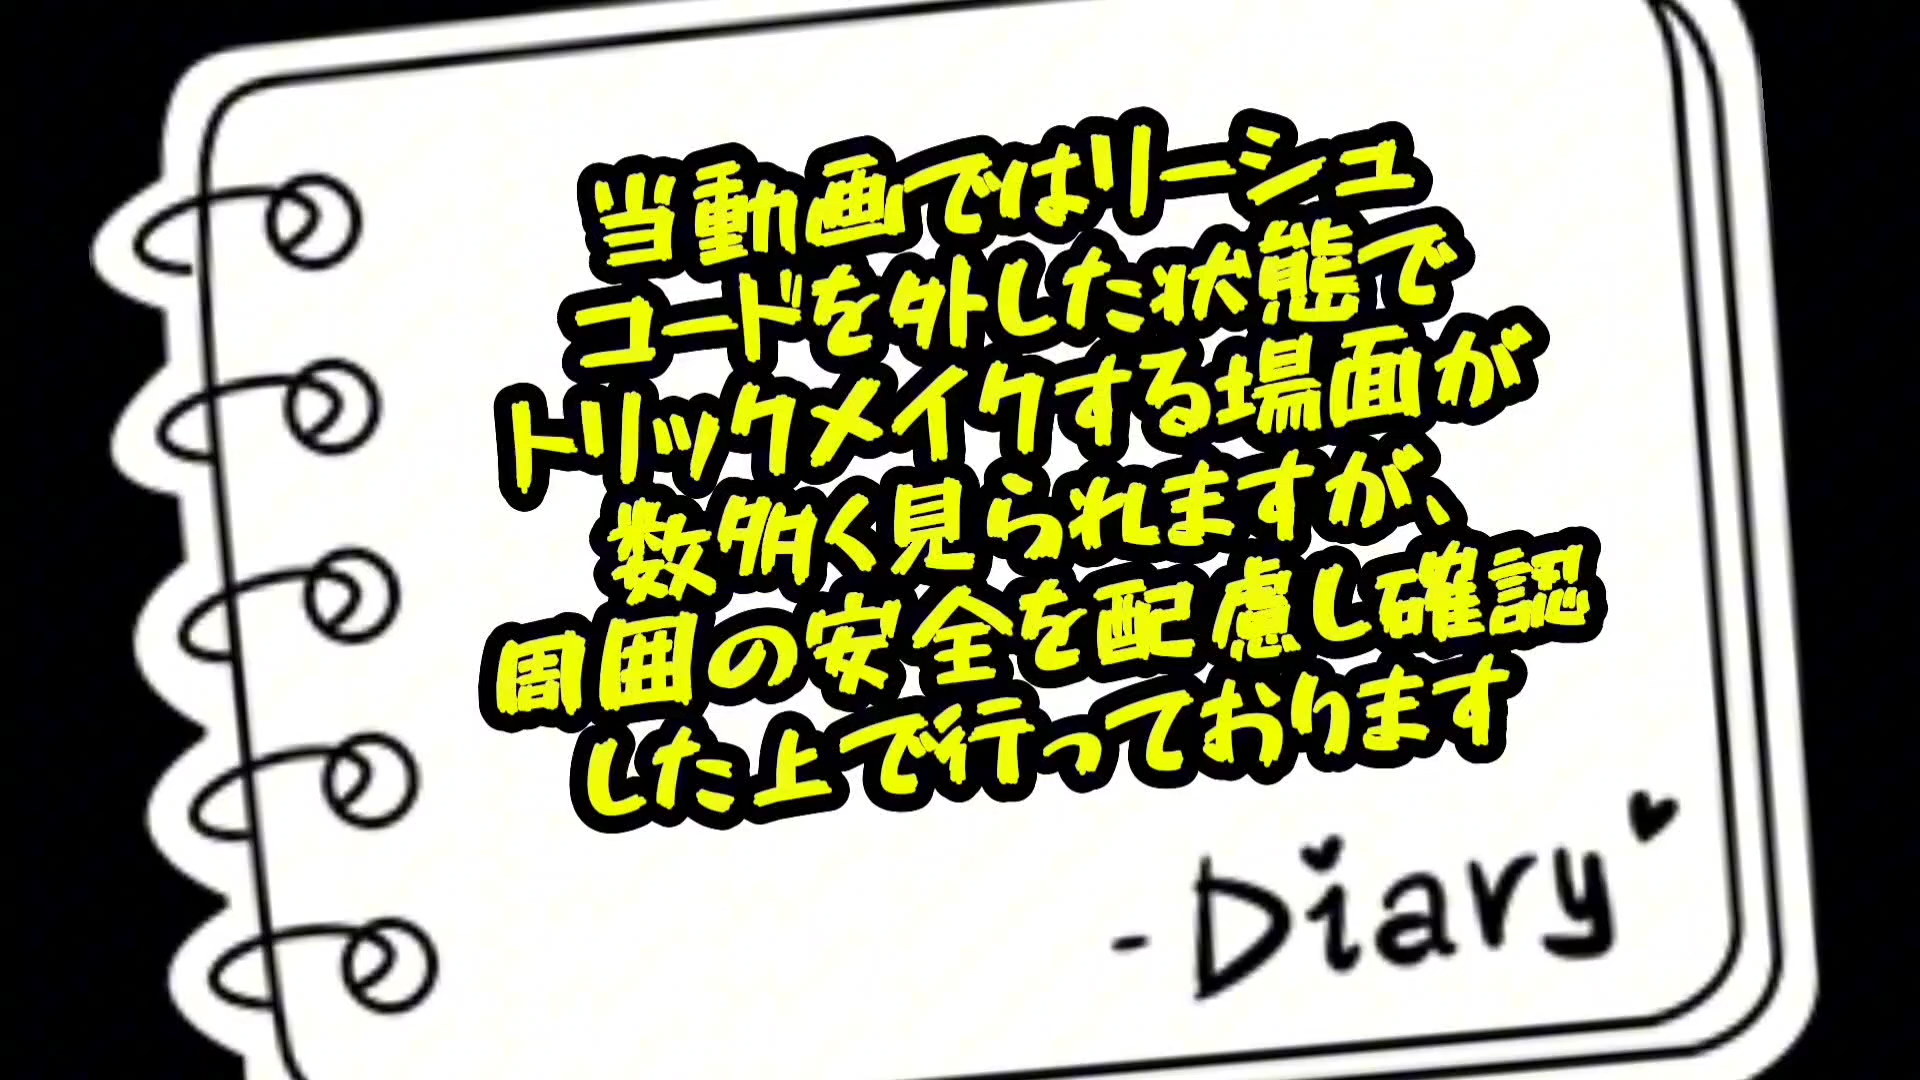 当動画ではリーシュ
コードを外した状態で
トリックメイクする場面が
数多く見られますが、
周囲の安全を配慮し確認
した上で行っております
-Diary